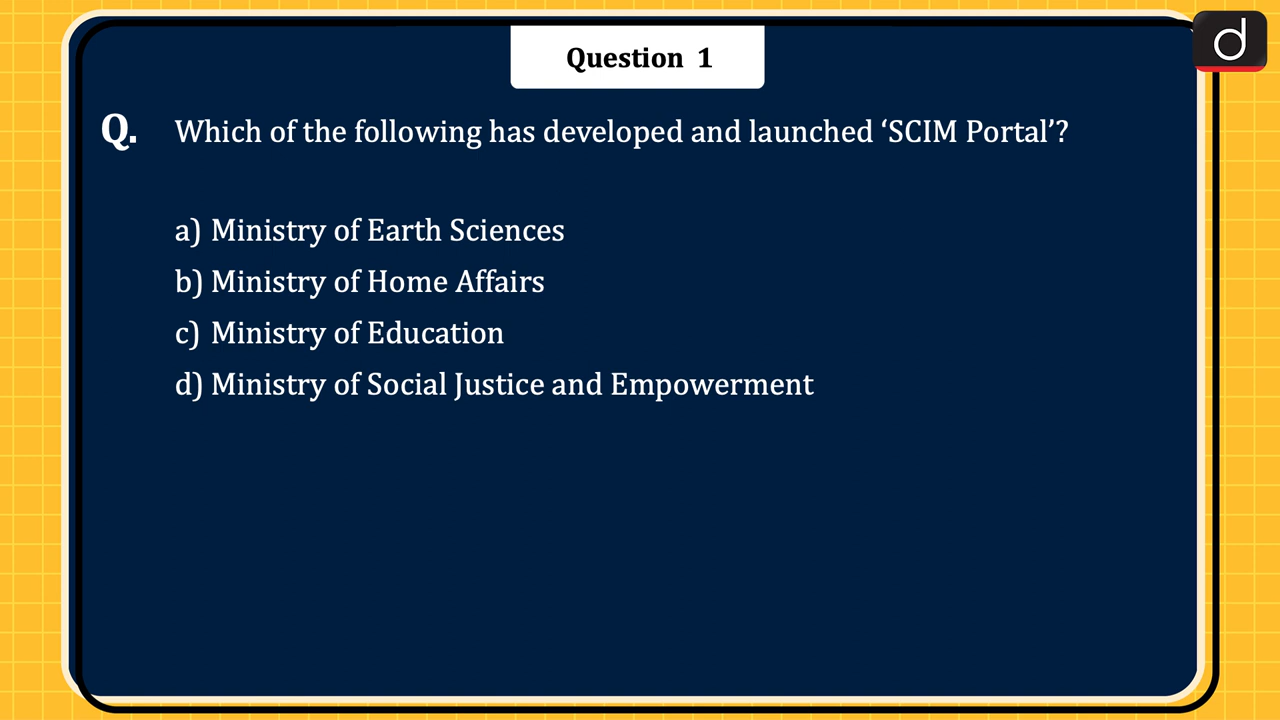 Question 1
d
Q. Which of the following has developed and launched ‘SCIM Portal’?
a) Ministry of Earth Sciences
b) Ministry of Home Affairs
c) Ministry of Education
d) Ministry of Social Justice and Empowerment